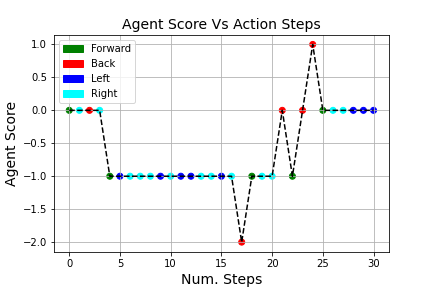 Agent Score Vs Action Steps
Forward
Back
Left
Right
Agent Score
1.0
0.5
0.0
−0.5
−1.0
−1.5
−2.0
0 5 10 15 20 25 30
Num. Steps